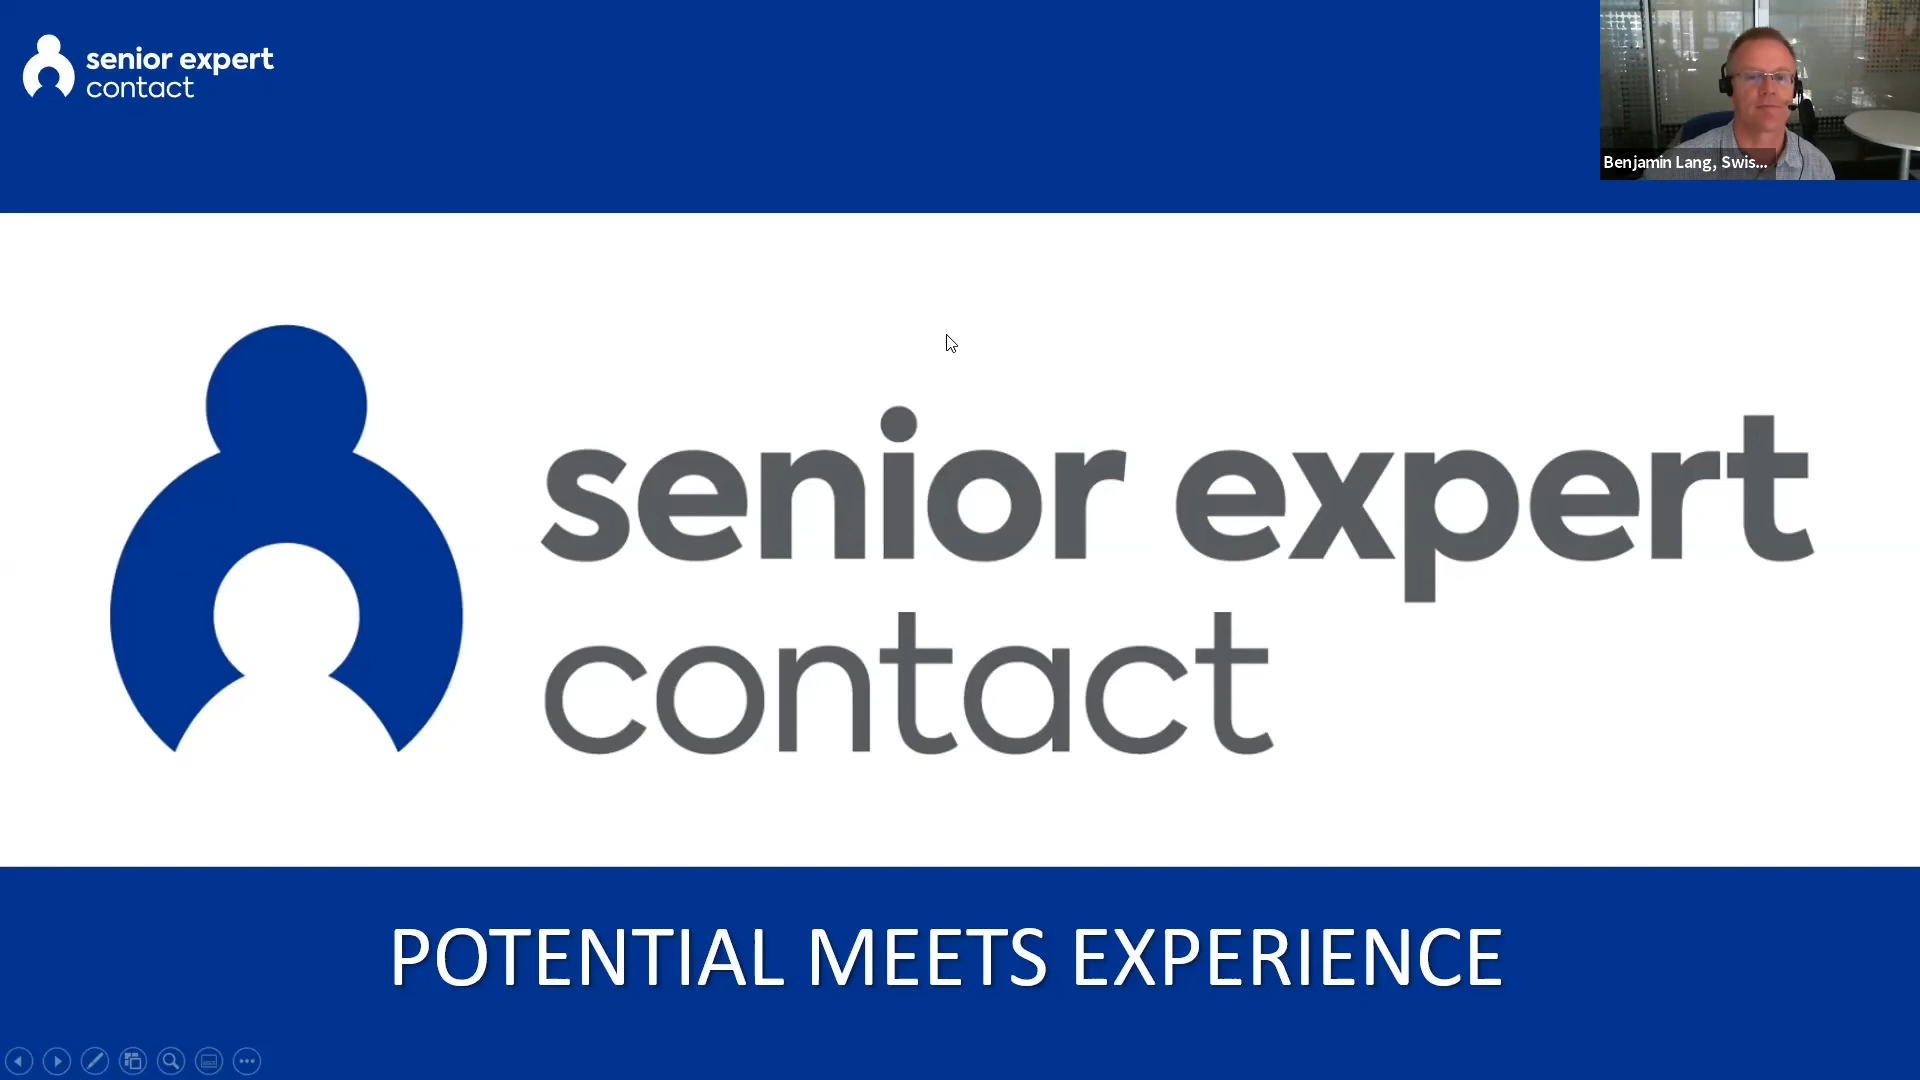 senior expert
contact
Benjamin Lang, Swis...
senior expert
contact
POTENTIAL MEETS EXPERIENCE